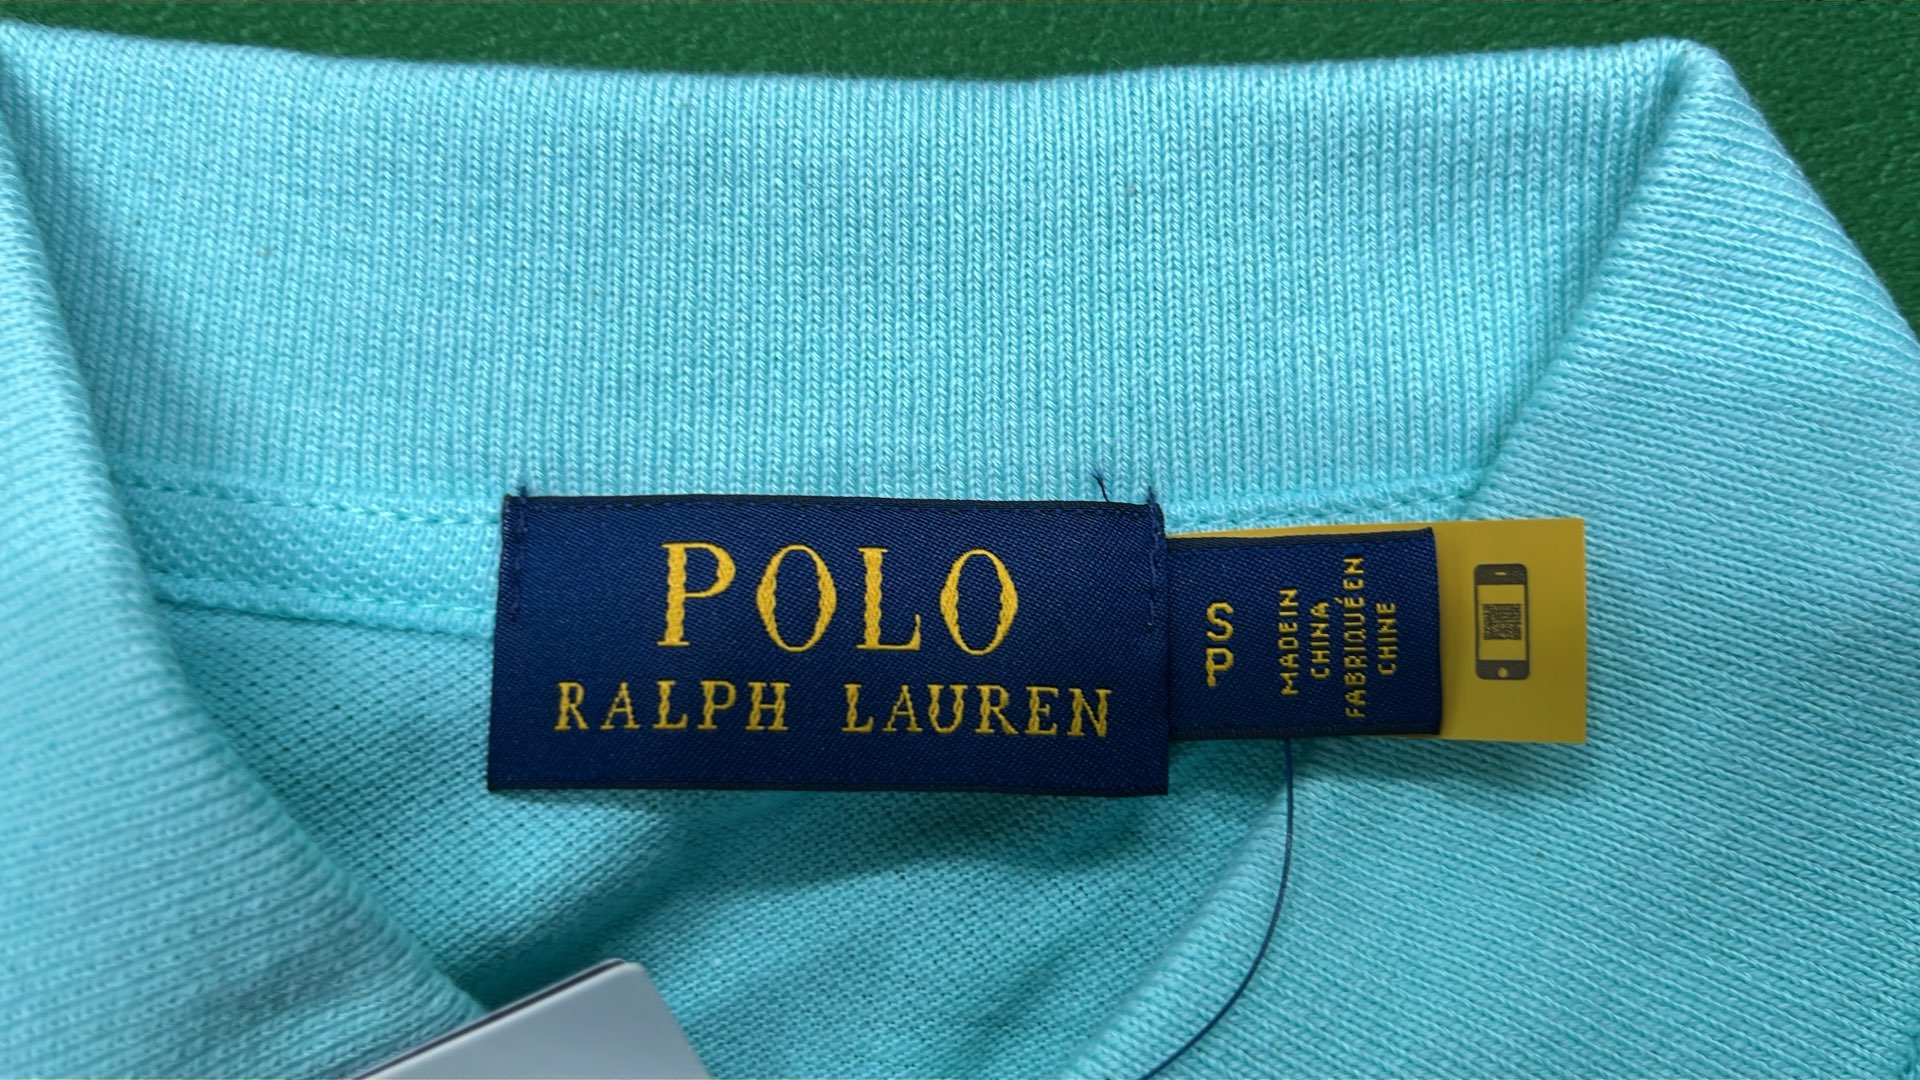 POLO
RALPH LAUREN
S
P
MADE IN
CHINA
FABRIQUÉ EN
CHINE